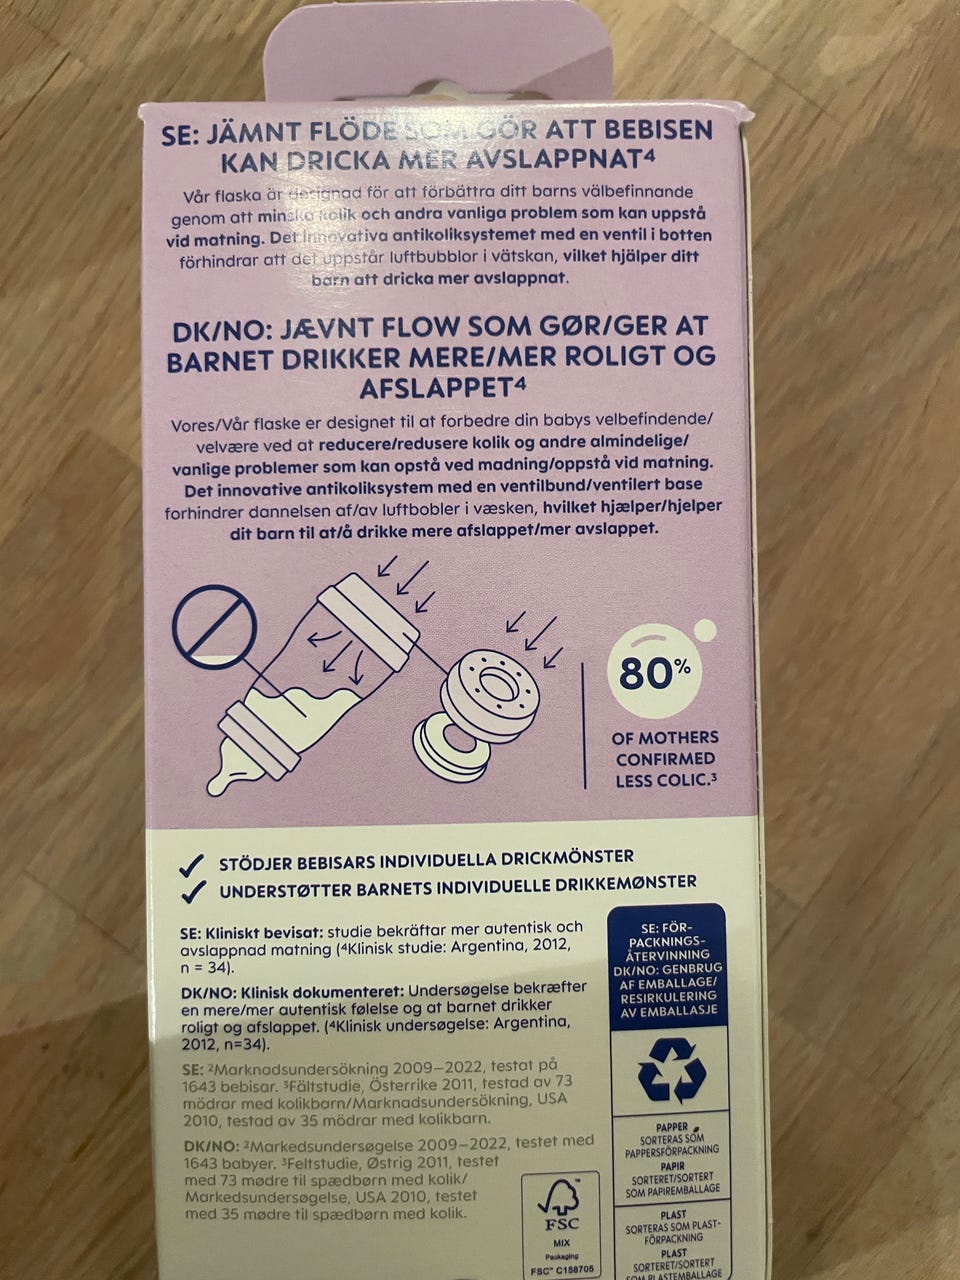 SE: JÄMNT FLÖDE SOM GÖR ATT BEBISEN
KAN DRICKA MER AVSLAPPNAT⁴
Vår flaska är designad för att förbättra ditt barns välbefinnande
genom att minska kolik och andra vanliga problem som kan uppstå
vid matning. Det innovativa antikoliksystemet med en ventil i botten
förhindrar att det uppstår luftbubblor i vätskan, vilket hjälper ditt
barn att dricka mer avslappnat.
DK/NO: JÆVNT FLOW SOM GØR/GER AT
BARNET DRIKKER MERE/MER ROLIGT OG
AFSLAPPET⁴
Vores/Vår flaske er designet til at forbedre din babys velbefindende/
velvære ved at reducere/redusere kolik og andre almindelige/
vanlige problemer som kan opstå ved madning/oppstå vid matning.
Det innovative antikoliksystem med en ventilbund/ventilert base
forhindrer dannelsen af/av luftbobler i væsken, hvilket hjælper/hjelper
dit barn til at/å drikke mere afslappet/mer avslappet.
80%
OF MOTHERS
CONFIRMED
LESS COLIC.³
STÖDJER BEBISARS INDIVIDUELLA DRICKMÖNSTER
UNDERSTØTTER BARNETS INDIVIDUELLE DRIKKEMØNSTER
SE: Kliniskt bevisat: studie bekräftar mer autentisk och
avslappnad matning (⁴Klinisk studie: Argentina, 2012,
n = 34).
DK/NO: Klinisk dokumenteret: Undersøgelse bekræfter
en mere/mer autentisk følelse og at barnet drikker
roligt og afslappet. (⁴Klinisk undersøgelse: Argentina,
2012, n=34).
SE: ²Marknadsundersökning 2009–2022, testat på
1643 bebisar. ³Fältstudie, Österrike 2011, testad av 73
mödrar med kolikbarn/Marknadsundersökning, USA
2010, testad av 35 mödrar med kolikbarn.
DK/NO: ²Markedsundersøgelse 2009–2022, testet med
1643 babyer. ³Feltstudie, Østrig 2011, testet
med 73 mødre til spædbørn med kolik/
Markedsundersøgelse, USA 2010, testet
med 35 mødre til spædbørn med kolik.
FSC
MIX
Packaging
FSC™ C158705
SE: FÖR-
PACKNINGS-
ÅTERVINNING
DK/NO: GENBRUG
AF EMBALLAGE/
RESIRKULERING
AV EMBALLASJE
PAPPER
SORTERAS SOM
PAPPERSFÖRPACKNING
PAPIR
SORTERET/SORTERT
SOM PAPIREMBALLAGE
PLAST
SORTERAS SOM PLAST-
FÖRPACKNING
PLAST
SORTERET/SORTERT
SOM PLASTEMBALLAGE